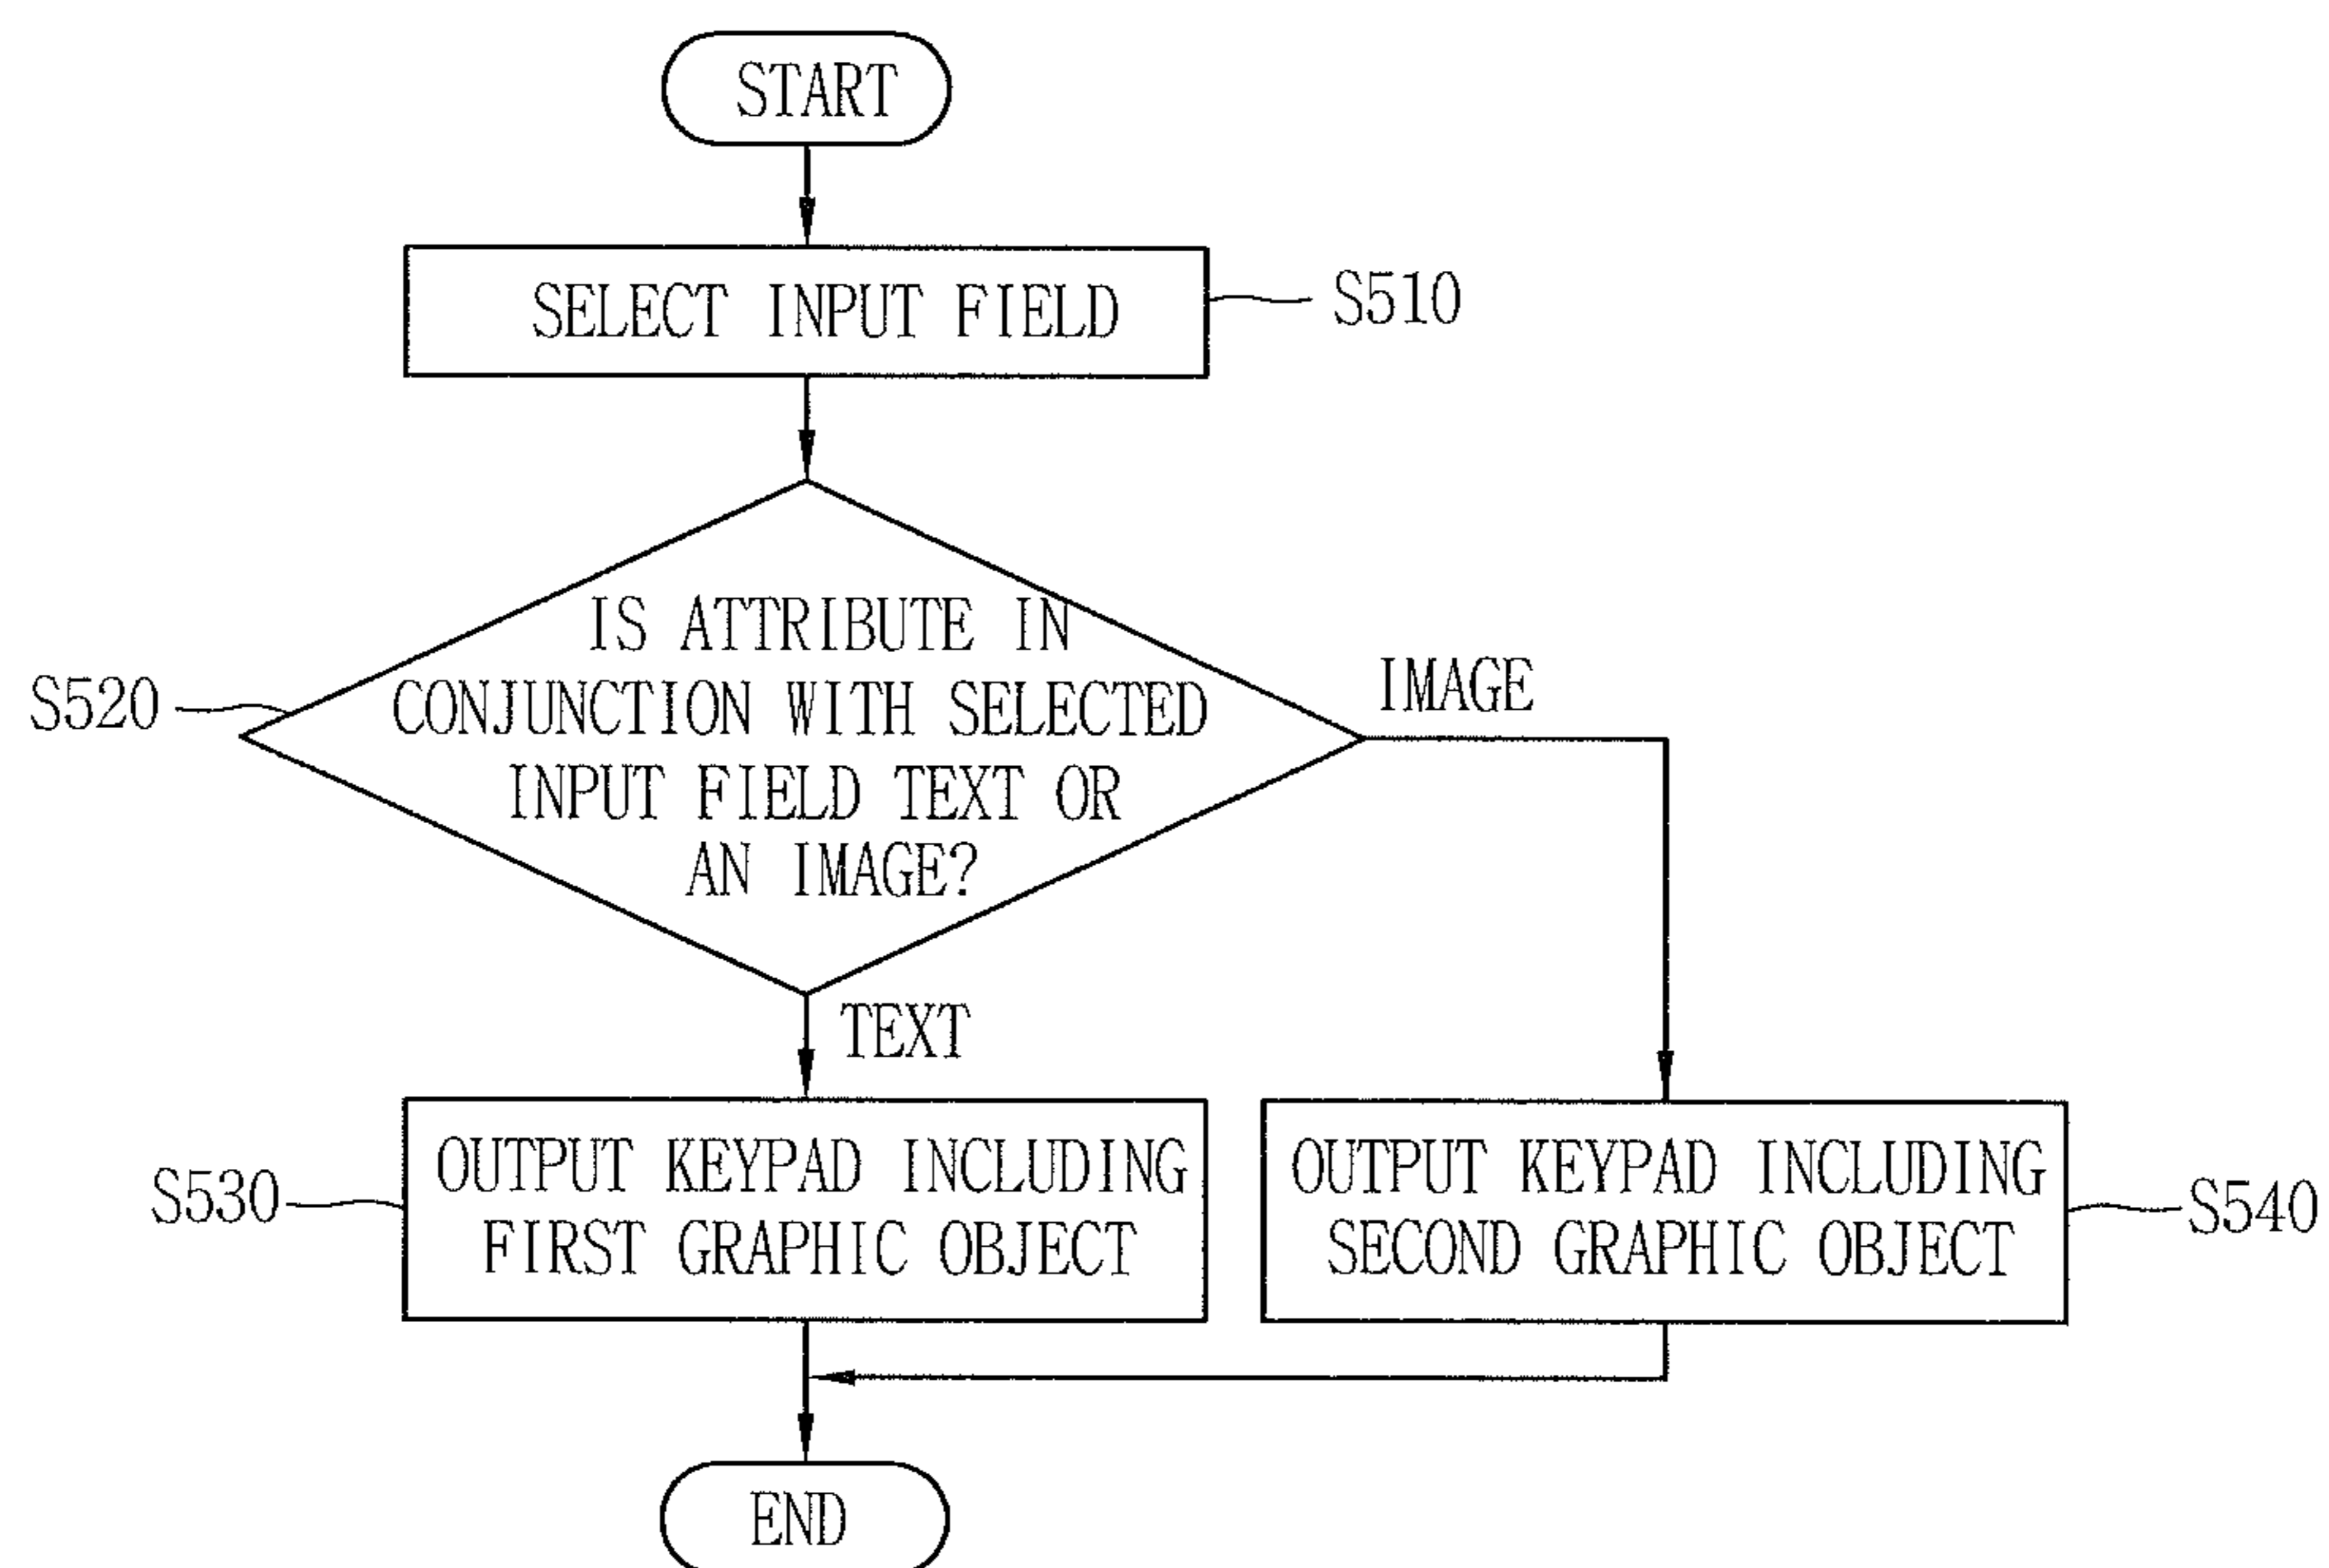 START
SELECT INPUT FIELD
S510
IS ATTRIBUTE IN
CONJUNCTION WITH SELECTED
INPUT FIELD TEXT OR
AN IMAGE?
S520
IMAGE
TEXT
OUTPUT KEYPAD INCLUDING
FIRST GRAPHIC OBJECT
S530
OUTPUT KEYPAD INCLUDING
SECOND GRAPHIC OBJECT
S540
END